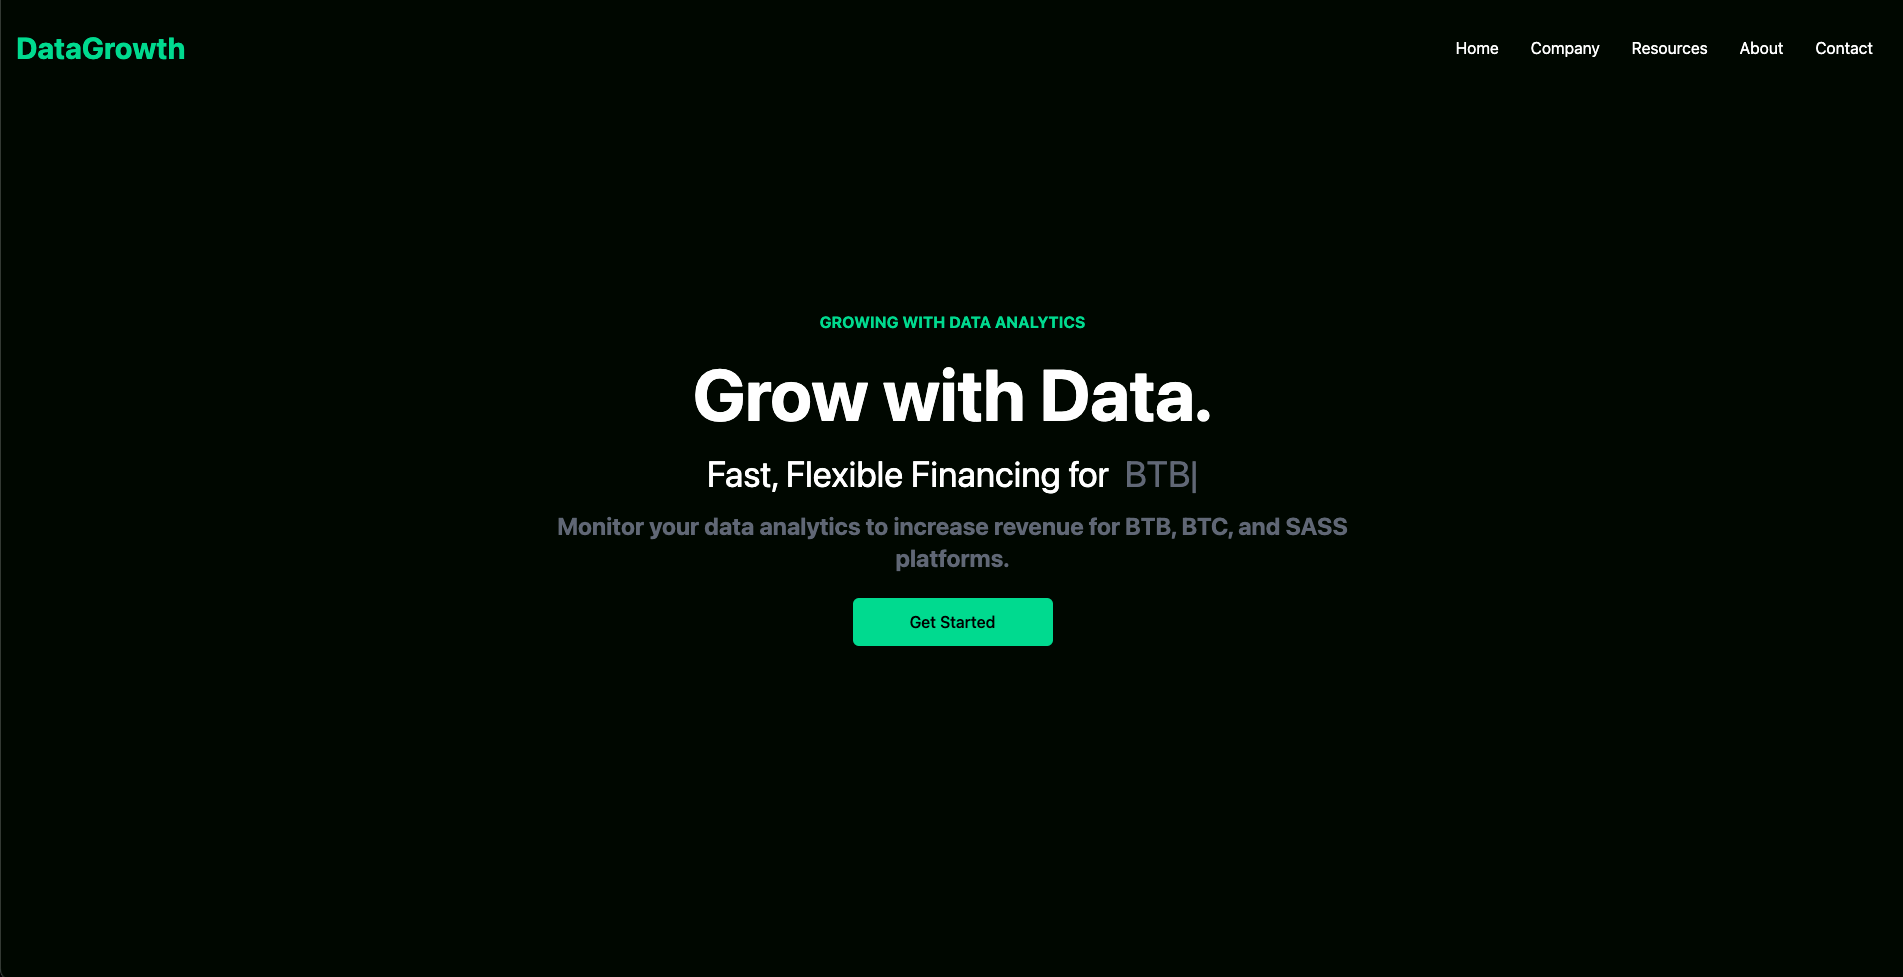 DataGrowth
Home Company Resources About Contact
GROWING WITH DATA ANALYTICS
Grow with Data.
Fast, Flexible Financing for BTB|
Monitor your data analytics to increase revenue for BTB, BTC, and SASS
platforms.
Get Started